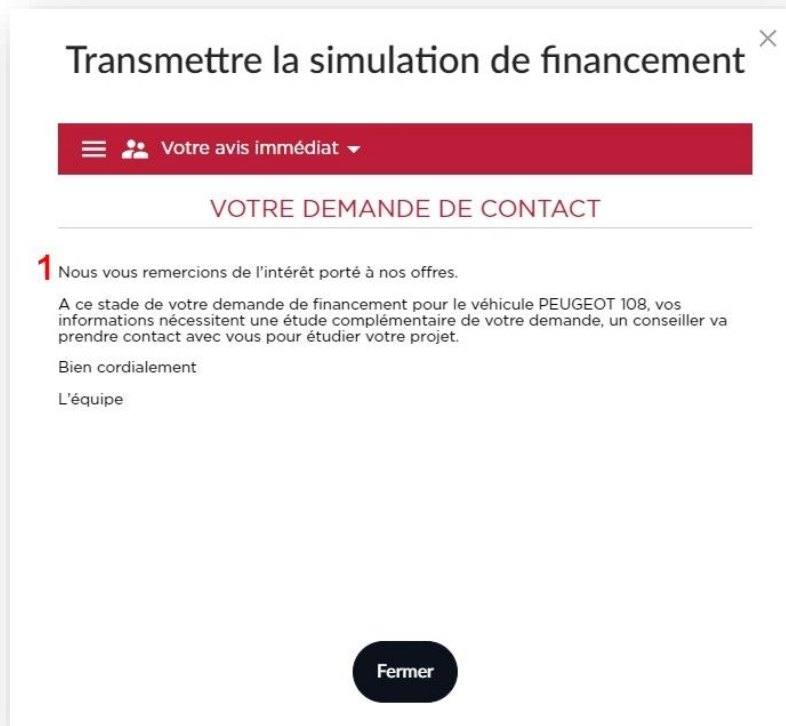 Transmettre la simulation de financement
Votre avis immédiat
VOTRE DEMANDE DE CONTACT
1
Nous vous remercions de l'intérêt porté à nos offres.
A ce stade de votre demande de financement pour le véhicule PEUGEOT 108, vos
informations nécessitent une étude complémentaire de votre demande, un conseiller va
prendre contact avec vous pour étudier votre projet.
Bien cordialement
L'équipe
Fermer